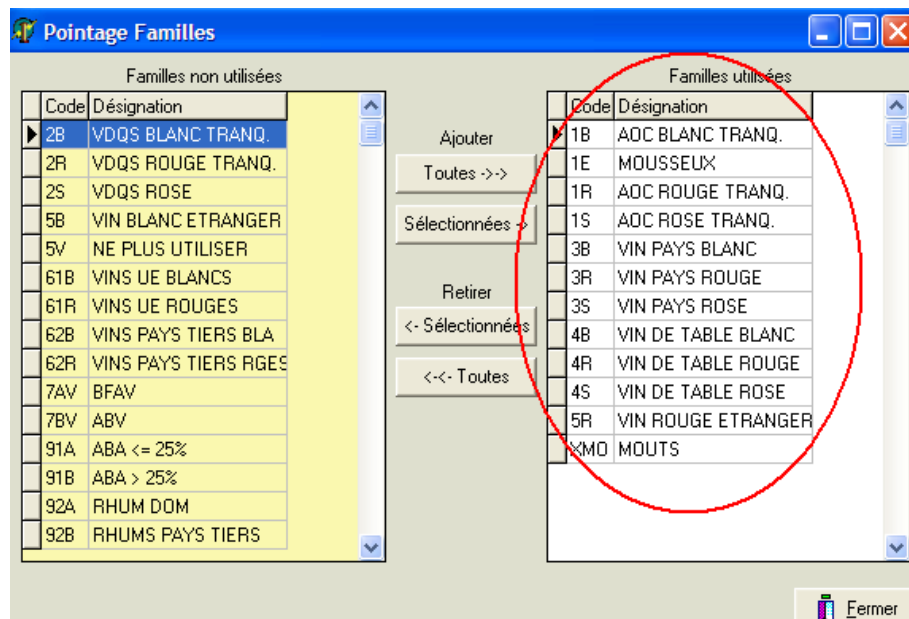 Pointage Familles
Familles non utilisées
Code Désignation
2B VDQS BLANC TRANQ.
2R VDQS ROUGE TRANQ.
2S VDQS ROSE
5B VIN BLANC ETRANGER
5V NE PLUS UTILISER
61B VINS UE BLANCS
61R VINS UE ROUGES
62B VINS PAYS TIERS BLA
62R VINS PAYS TIERS RGES
7AV BFAV
7BV ABV
91A ABA <= 25%
91B ABA > 25%
92A RHUM DOM
92B RHUMS PAYS TIERS
Ajouter
Toutes ->->
Sélectionnées ->
Retirer
<- Sélectionnées
<-<- Toutes
Familles utilisées
Code Désignation
1B AOC BLANC TRANQ.
1E MOUSSEUX
1R AOC ROUGE TRANQ.
1S AOC ROSE TRANQ.
3B VIN PAYS BLANC
3R VIN PAYS ROUGE
3S VIN PAYS ROSE
4B VIN DE TABLE BLANC
4R VIN DE TABLE ROUGE
4S VIN DE TABLE ROSE
5R VIN ROUGE ETRANGER
XMO MOUTS
Fermer